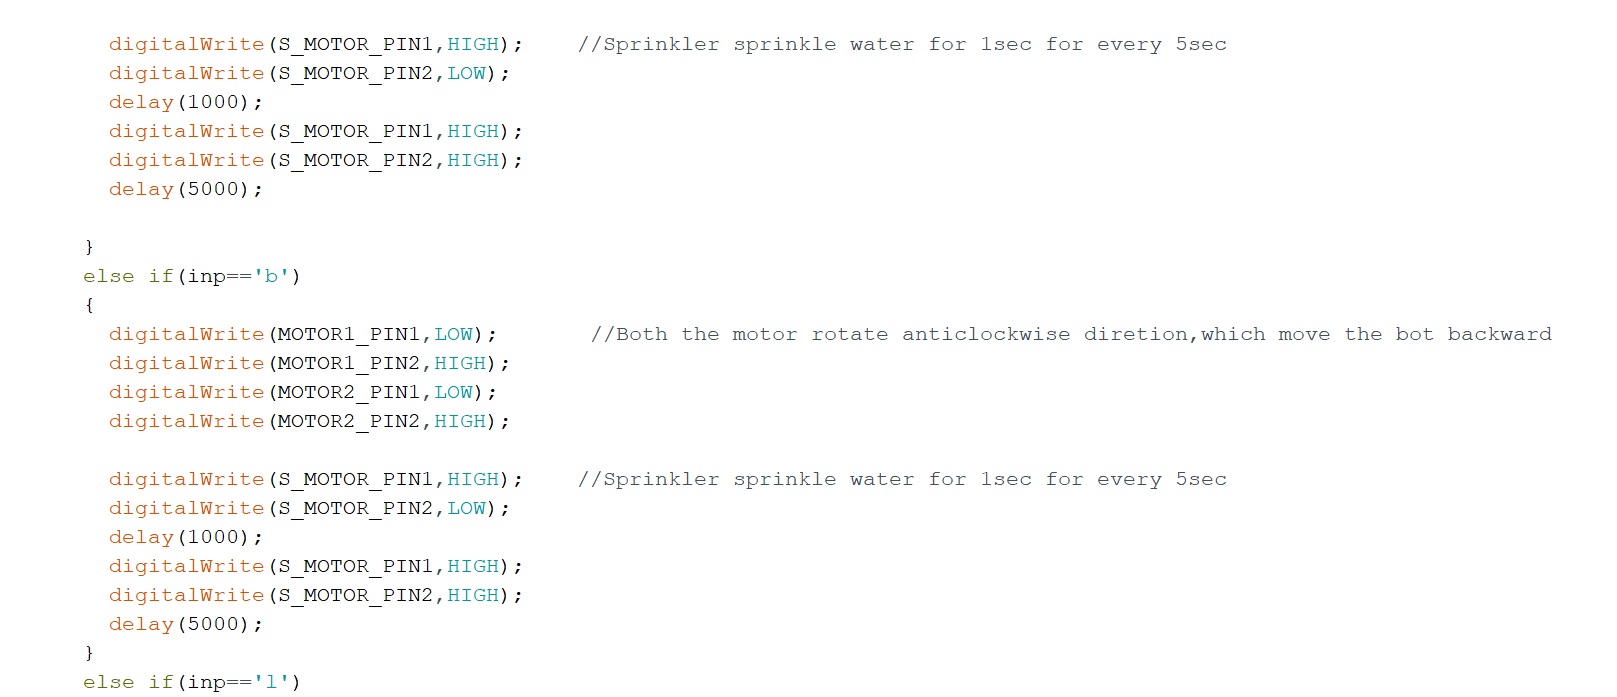 digitalWrite(S_MOTOR_PIN1,HIGH);    //Sprinkler sprinkle water for 1sec for every 5sec
digitalWrite(S_MOTOR_PIN2,LOW);
delay(1000);
digitalWrite(S_MOTOR_PIN1,HIGH);
digitalWrite(S_MOTOR_PIN2,HIGH);
delay(5000);
}
else if(inp=='b')
{
digitalWrite(MOTOR1_PIN1,LOW);       //Both the motor rotate anticlockwise diretion,which move the bot backward
digitalWrite(MOTOR1_PIN2,HIGH);
digitalWrite(MOTOR2_PIN1,LOW);
digitalWrite(MOTOR2_PIN2,HIGH);
digitalWrite(S_MOTOR_PIN1,HIGH);    //Sprinkler sprinkle water for 1sec for every 5sec
digitalWrite(S_MOTOR_PIN2,LOW);
delay(1000);
digitalWrite(S_MOTOR_PIN1,HIGH);
digitalWrite(S_MOTOR_PIN2,HIGH);
delay(5000);
}
else if(inp=='l')